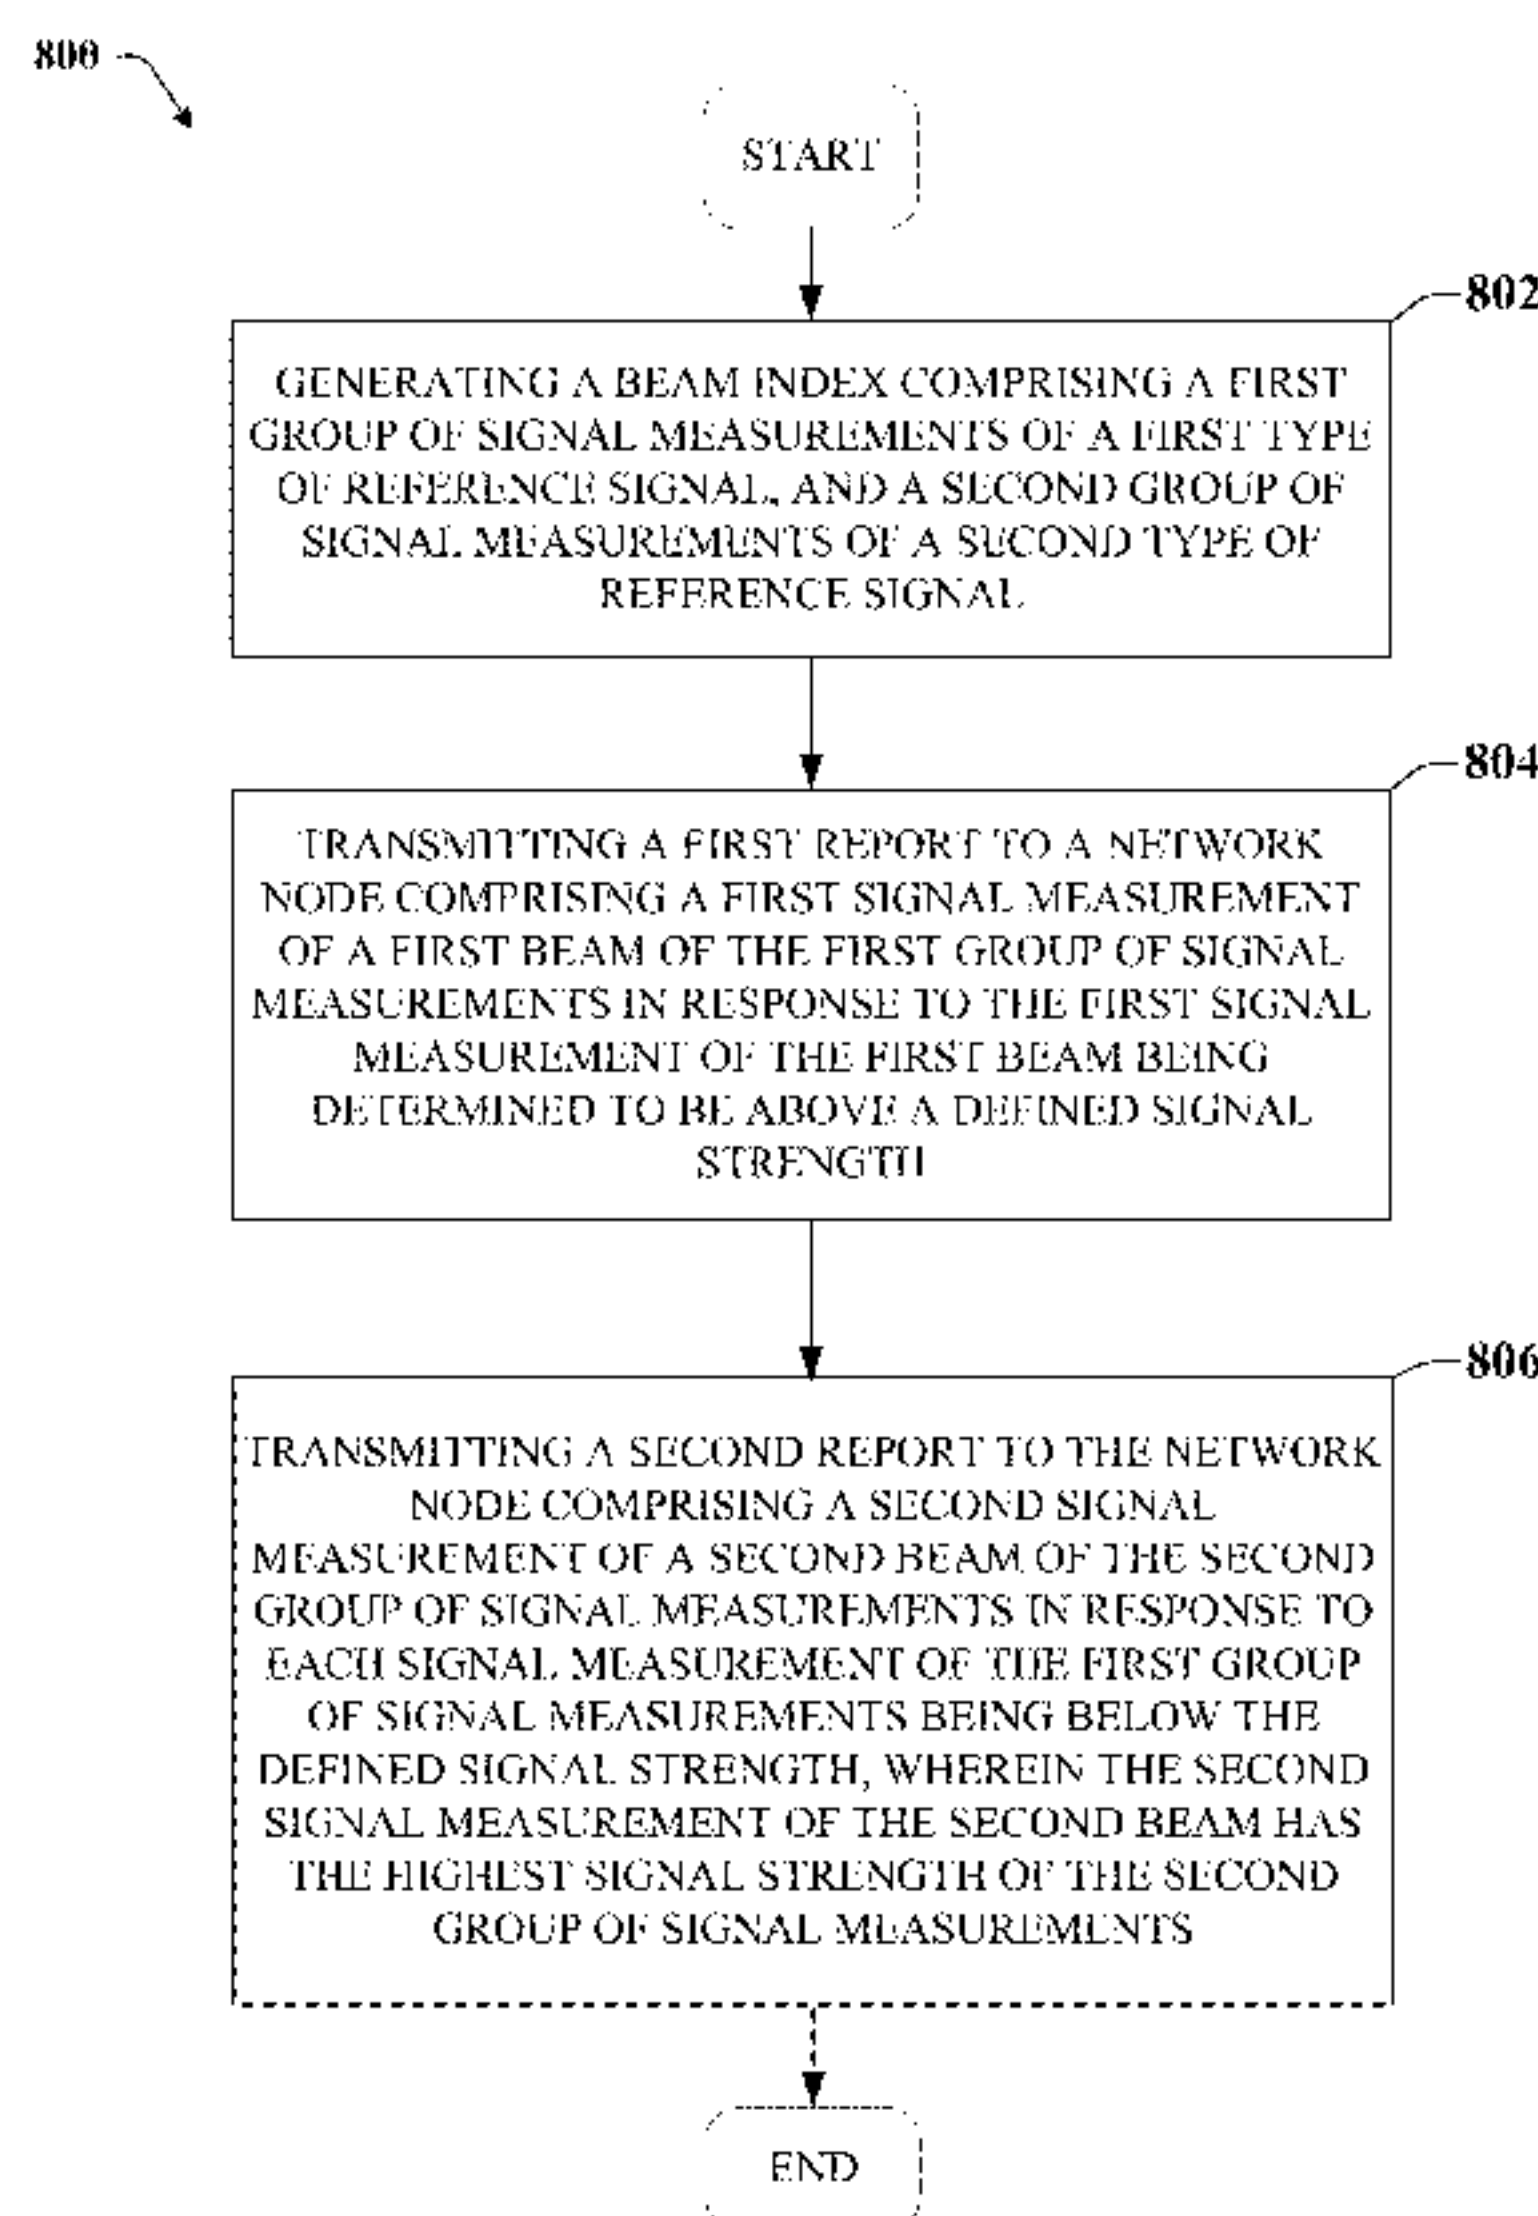 800
START
802
GENERATING A BEAM INDEX COMPRISING A FIRST
GROUP OF SIGNAL MEASUREMENTS OF A FIRST TYPE
OF REFERENCE SIGNAL, AND A SECOND GROUP OF
SIGNAL MEASUREMENTS OF A SECOND TYPE OF
REFERENCE SIGNAL
804
TRANSMITTING A FIRST REPORT TO A NETWORK
NODE COMPRISING A FIRST SIGNAL MEASUREMENT
OF A FIRST BEAM OF THE FIRST GROUP OF SIGNAL
MEASUREMENTS IN RESPONSE TO THE FIRST SIGNAL
MEASUREMENT OF THE FIRST BEAM BEING
DETERMINED TO BE ABOVE A DEFINED SIGNAL
STRENGTH
806
TRANSMITTING A SECOND REPORT TO THE NETWORK
NODE COMPRISING A SECOND SIGNAL
MEASUREMENT OF A SECOND BEAM OF THE SECOND
GROUP OF SIGNAL MEASUREMENTS IN RESPONSE TO
EACH SIGNAL MEASUREMENT OF THE FIRST GROUP
OF SIGNAL MEASUREMENTS BEING BELOW THE
DEFINED SIGNAL STRENGTH, WHEREIN THE SECOND
SIGNAL MEASUREMENT OF THE SECOND BEAM HAS
THE HIGHEST SIGNAL STRENGTH OF THE SECOND
GROUP OF SIGNAL MEASUREMENTS
END